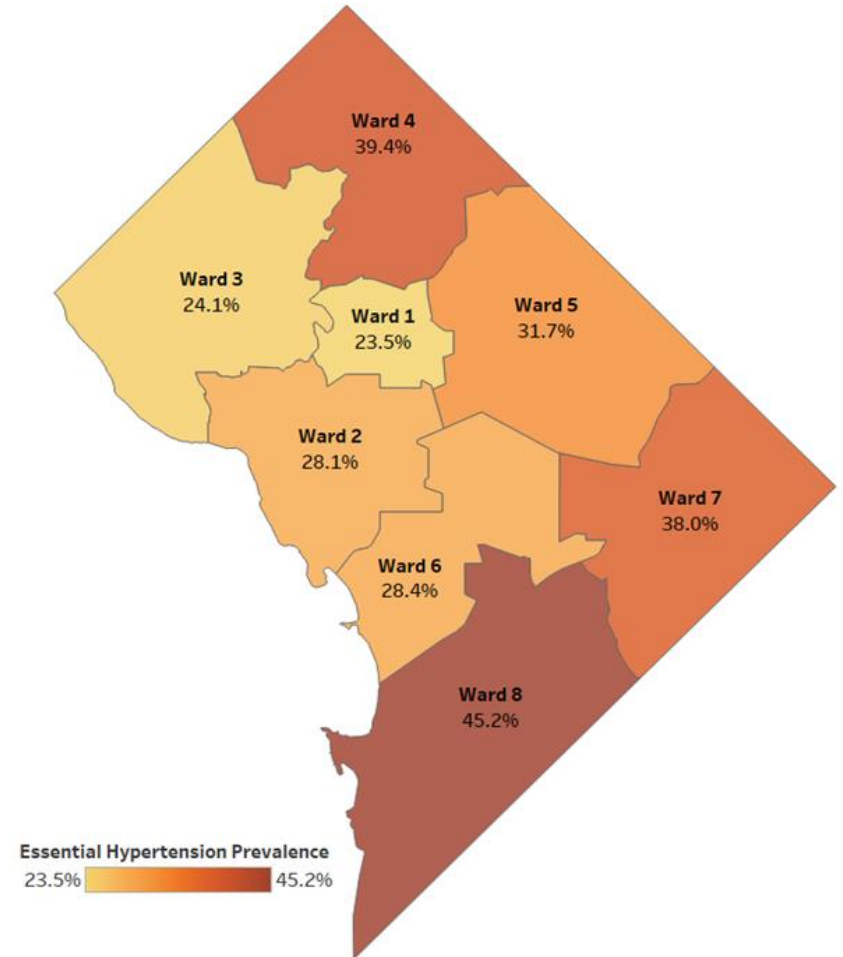 Ward 4
39.4%
Ward 3
24.1%
Ward 1
23.5%
Ward 5
31.7%
Ward 2
28.1%
Ward 7
38.0%
Ward 6
28.4%
Ward 8
45.2%
Essential Hypertension Prevalence
23.5% 45.2%